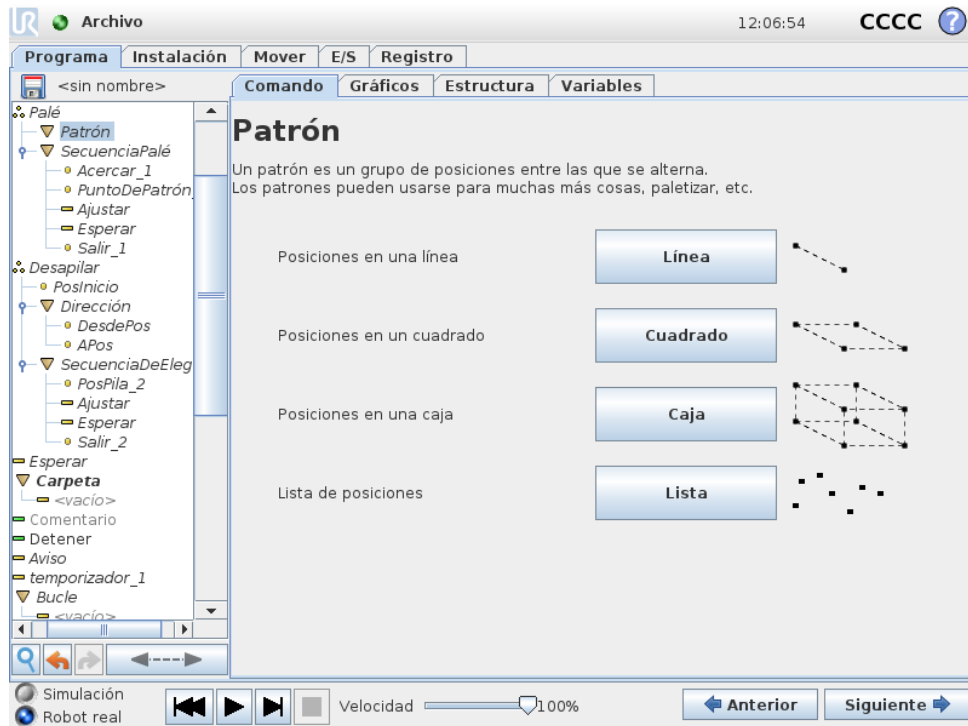 UR Archivo 12:06:54 CCCC ?
Programa Instalación Mover E/S Registro
<sin nombre>
Comando Gráficos Estructura Variables
Palé
Patrón
SecuenciaPalé
Acercar_1
PuntoDePatrón_
Ajustar
Esperar
Salir_1
Desapilar
PosInicio
Dirección
DesdePos
APos
SecuenciaDeEleg
PosPila_2
Ajustar
Esperar
Salir_2
Esperar
Carpeta
<vacío>
Comentario
Detener
Aviso
temporizador_1
Bucle
<vacío>
Patrón
Un patrón es un grupo de posiciones entre las que se alterna.
Los patrones pueden usarse para muchas más cosas, paletizar, etc.
Posiciones en una línea Línea
Posiciones en un cuadrado Cuadrado
Posiciones en una caja Caja
Lista de posiciones Lista
Simulación
Robot real
Velocidad 100%
Anterior Siguiente